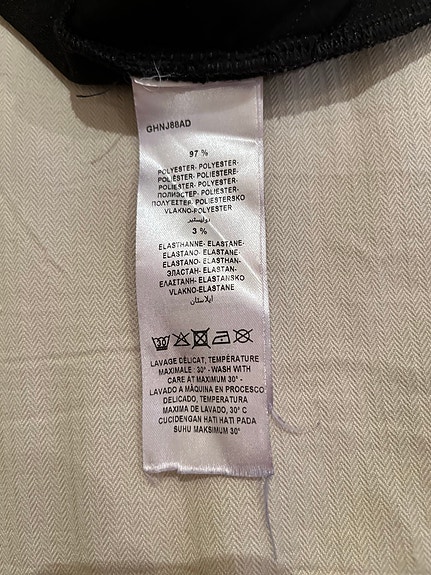 GHNJ88AD
97 %
POLYESTER- POLYESTER-
POLIÉSTER- POLIESTERE-
POLIÉSTER- POLYESTER-
ПОЛИЭСТЕР- POLIESTER-
ΠΟΛΥΕΣΤΕΡ- POLIESTERSKO
VLAKNO-POLYESTER
بوليستير
3 %
ELASTHANNE- ELASTANE-
ELASTANO- ELASTANE-
ELASTANO- ELASTHAN-
ЭЛАСТАН- ELASTAN-
ΕΛΑΣΤΑΝΗ- ELASTANSKO
VLAKNO-ELASTANE
ايلاستان
LAVAGE DÉLICAT, TEMPÉRATURE
MAXIMALE : 30° - WASH WITH
CARE AT MAXIMUM 30° -
LAVADO A MÁQUINA EN PROCESO
DELICADO, TEMPERATURA
MAXIMA DE LAVADO, 30° C
CUCIDENGAN HATI HATI PADA
SUHU MAKSIMUM 30°